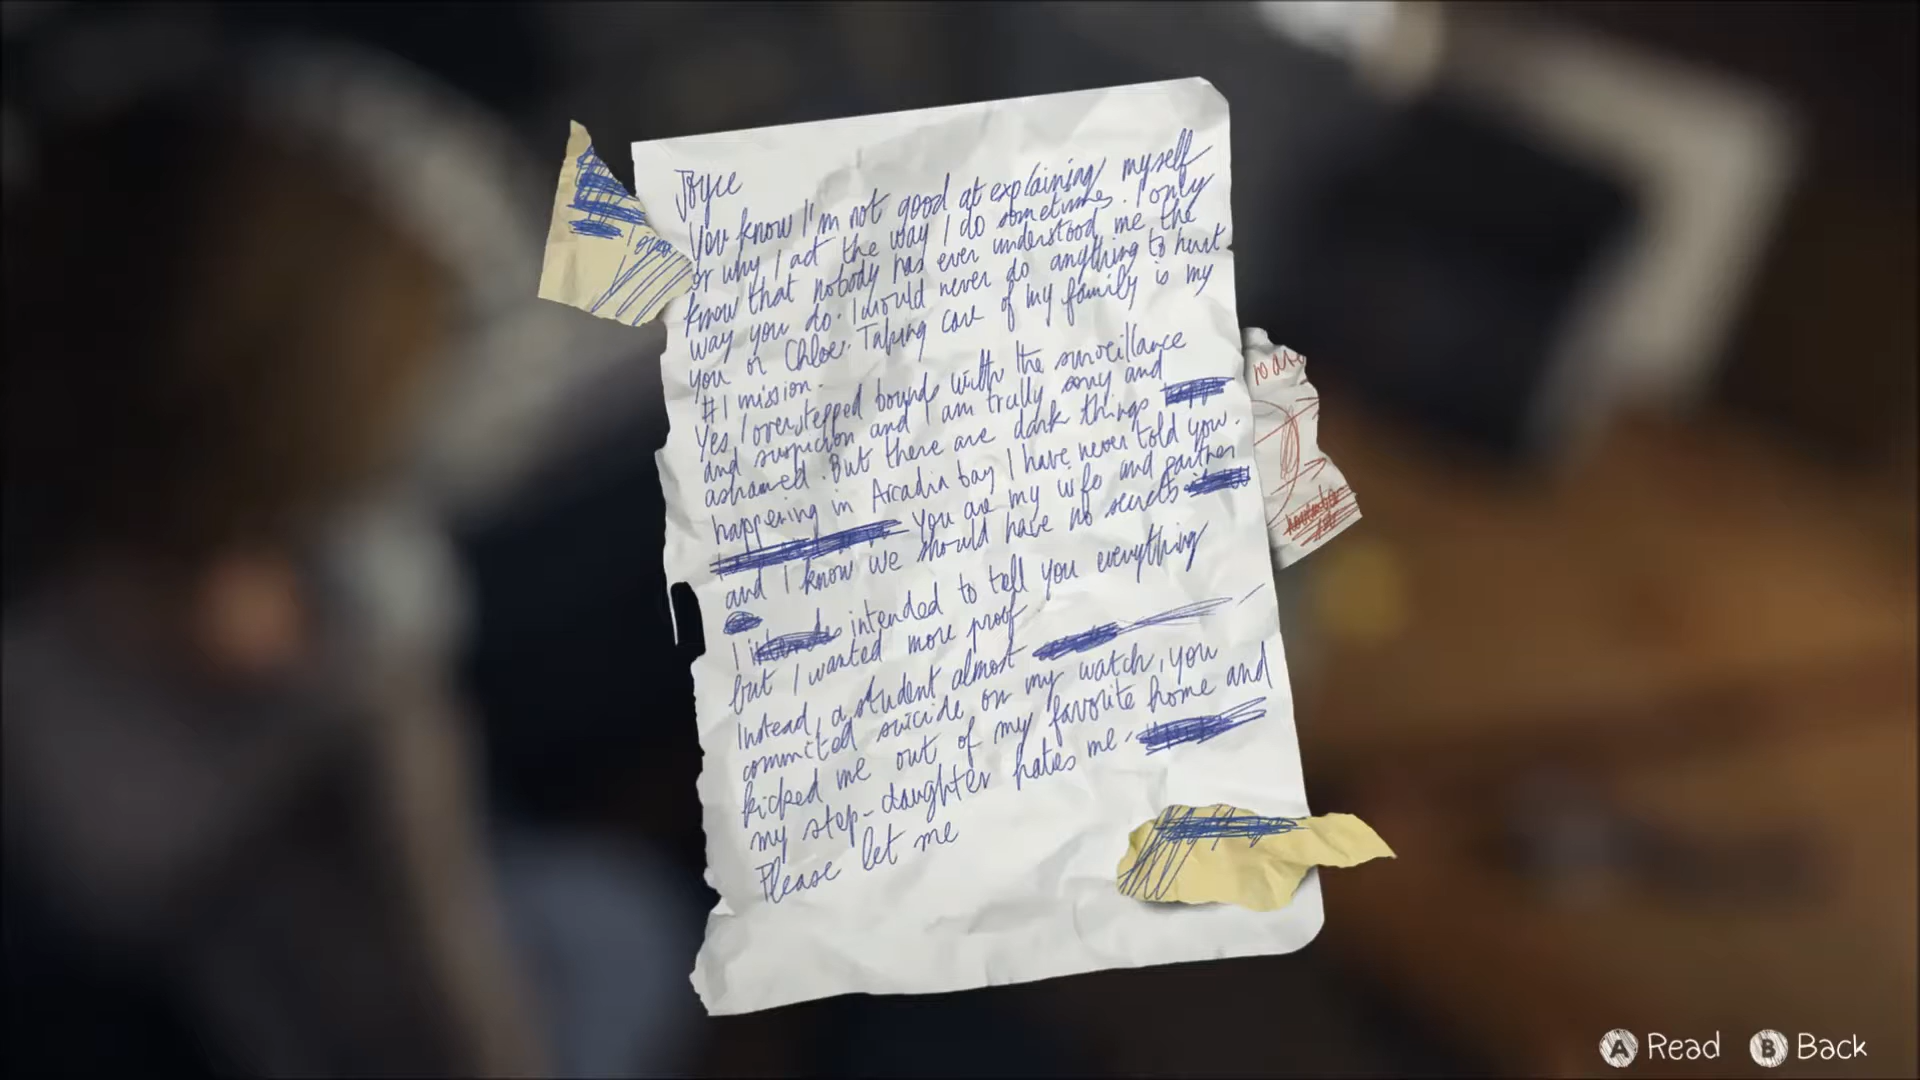 Joyce
You know I'm not good at explaining myself
or why I act the way I do sometimes. I only
know that nobody has ever understood me the
way you do. I would never do anything to hurt
you or Chloe. Taking care of my family is my
#1 mission.
Yes I overstepped bounds with the surveillance
and suspicion and I am trully sorry and
ashamed. But there are dark things
happening in Arcadia bay I have never told you.
You are my wife and partner
and I know we should have no secrets
I intended to tell you everything
but I wanted more proof
Instead, a student almost
committed suicide on my watch, you
kicked me out of my favorite home and
my step-daughter hates me.
Please let me
A Read B Back